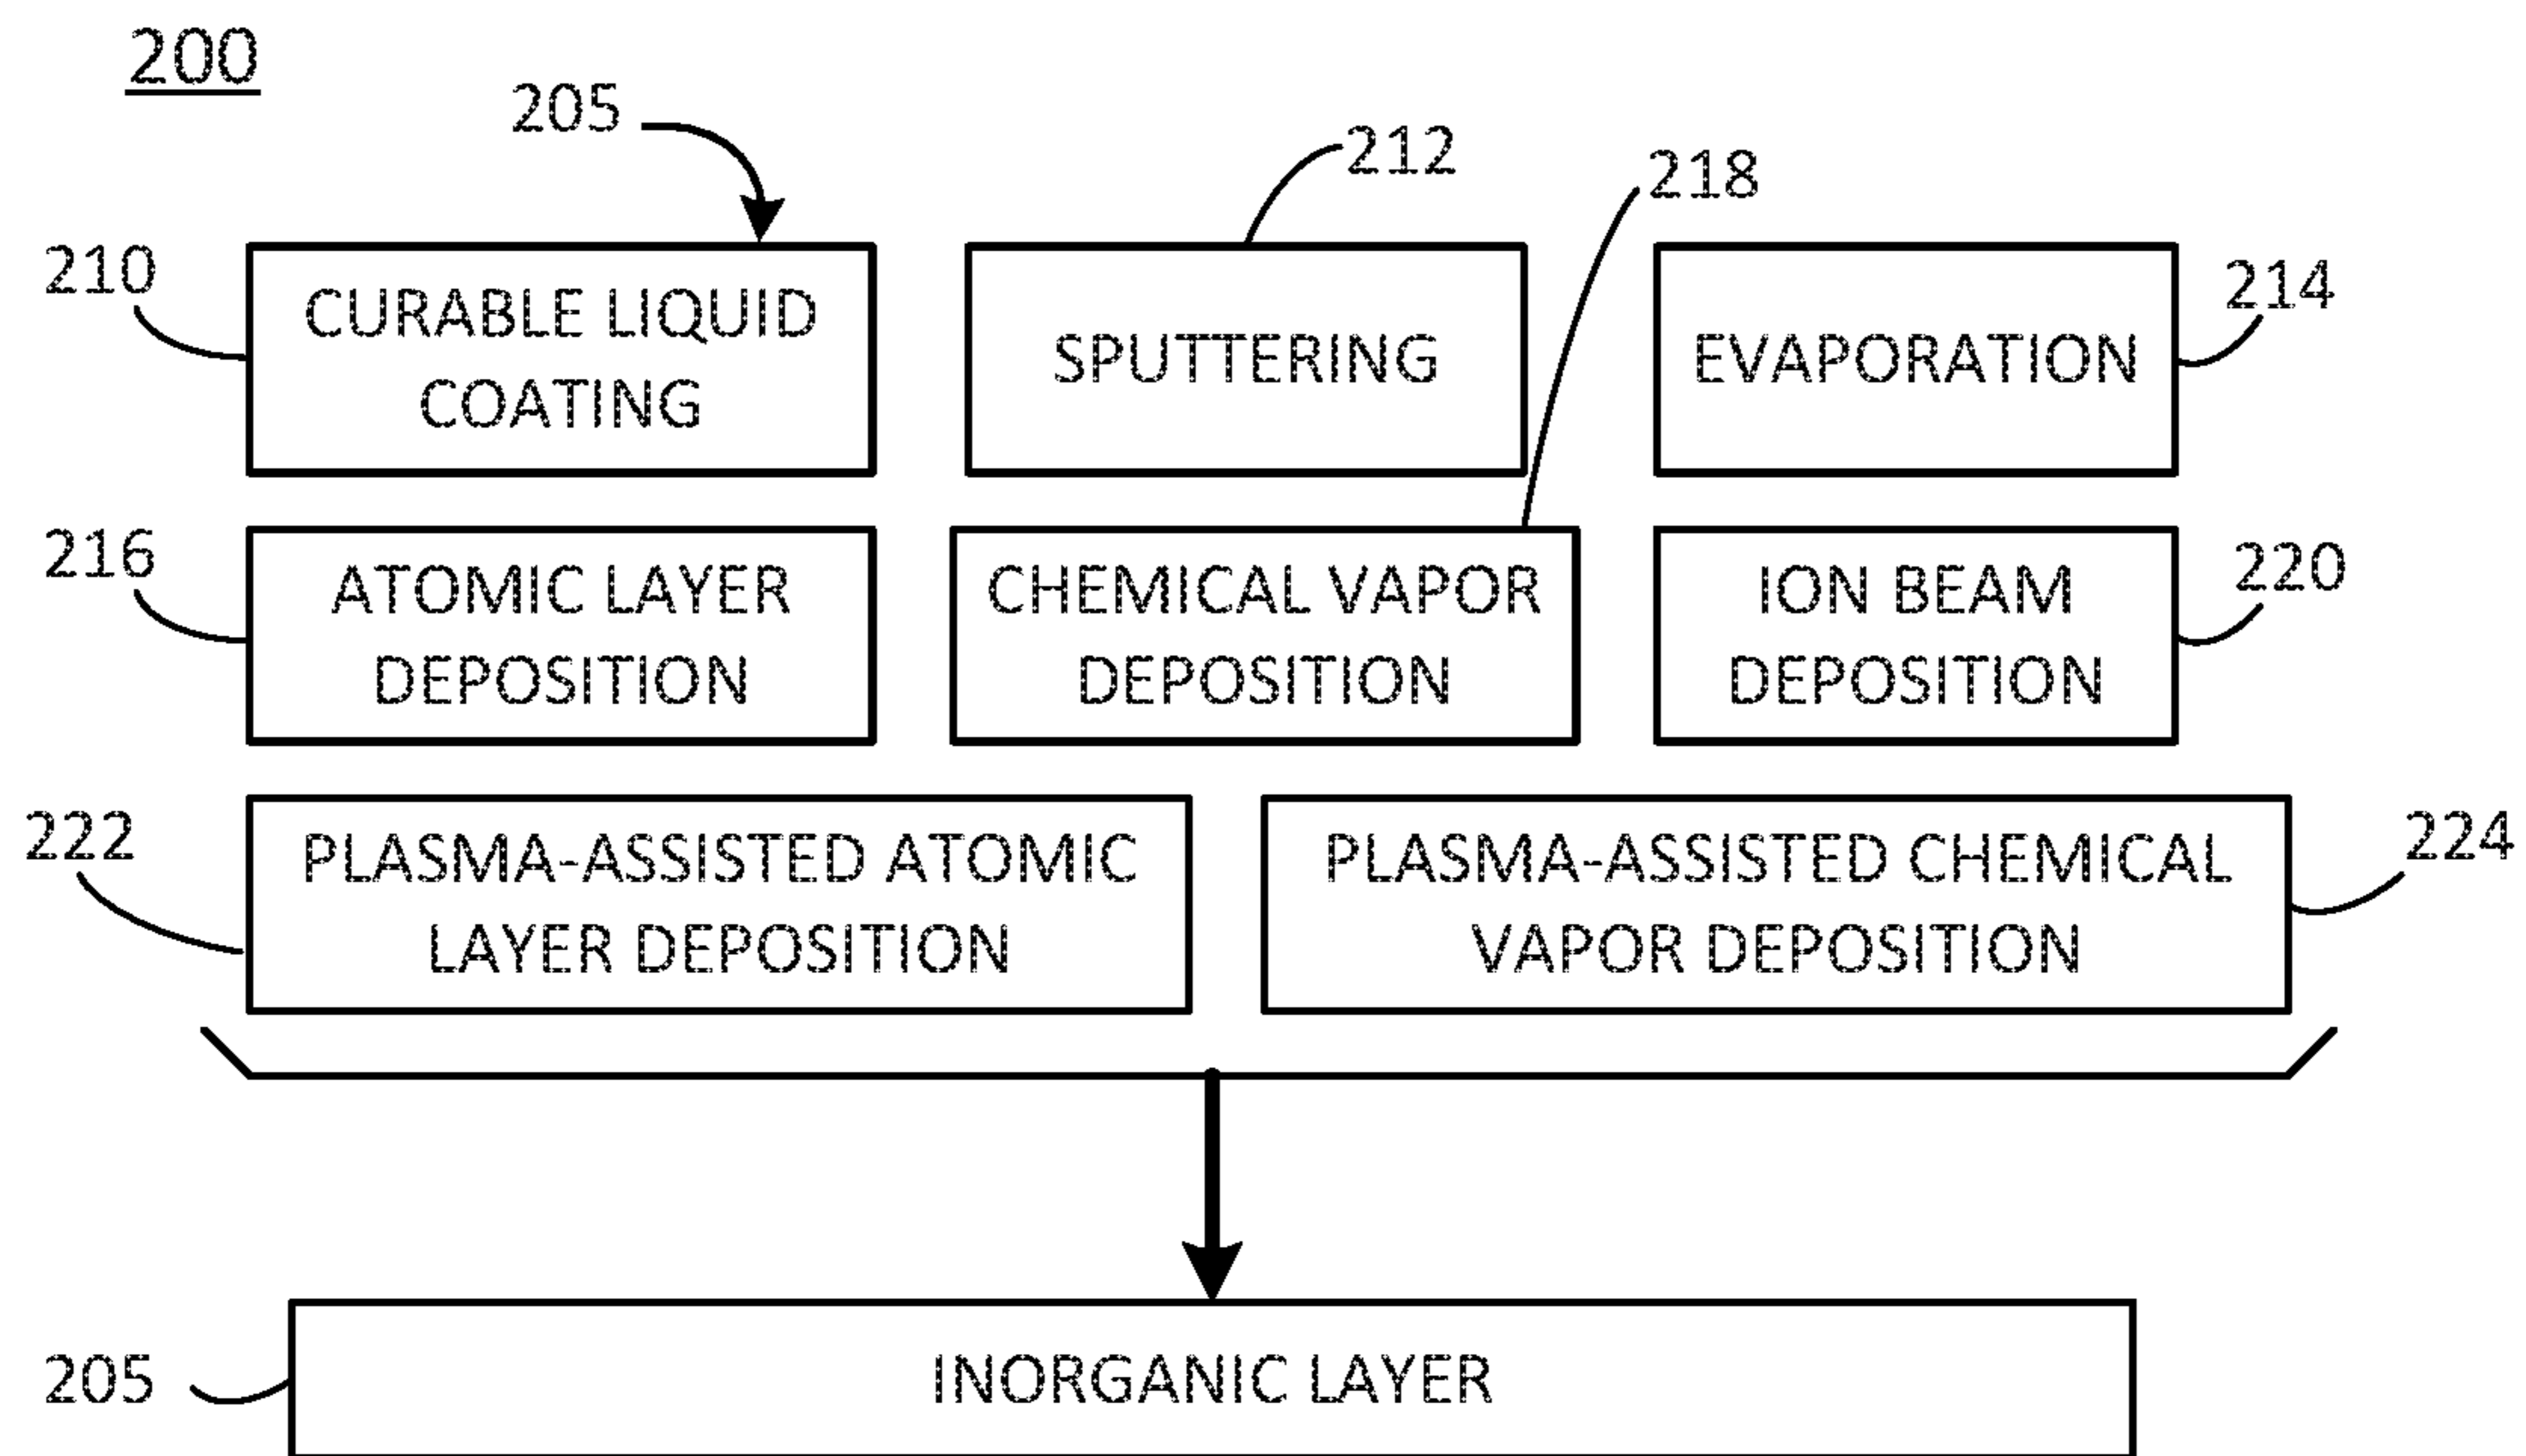 200
205
212
218
210
CURABLE LIQUID
COATING
SPUTTERING
EVAPORATION
214
216
ATOMIC LAYER
DEPOSITION
CHEMICAL VAPOR
DEPOSITION
ION BEAM
DEPOSITION
220
222
PLASMA-ASSISTED ATOMIC
LAYER DEPOSITION
PLASMA-ASSISTED CHEMICAL
VAPOR DEPOSITION
224
205
INORGANIC LAYER